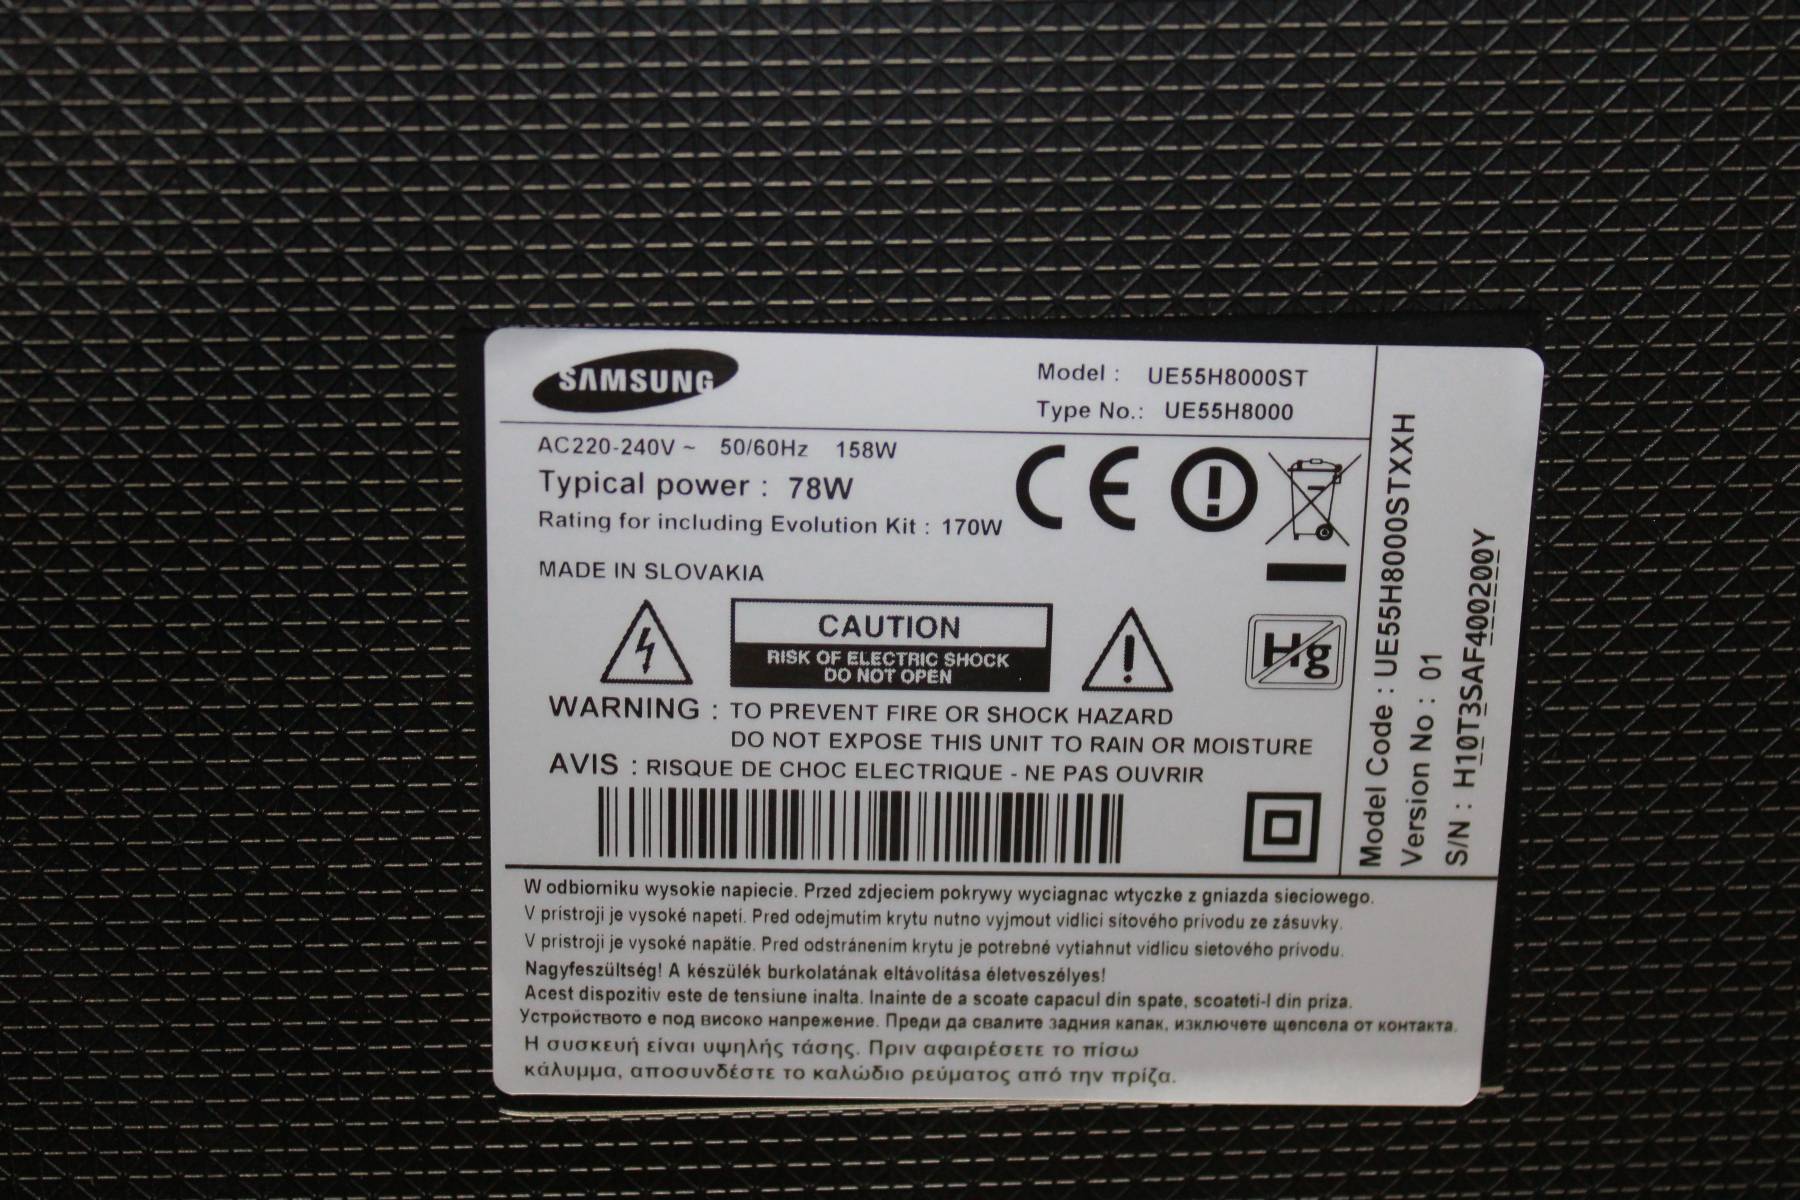 SAMSUNG
Model : UE55H8000ST
Type No.: UE55H8000
AC220-240V ~ 50/60Hz 158W
Typical power : 78W
Rating for including Evolution Kit : 170W
CE
MADE IN SLOVAKIA
CAUTION
RISK OF ELECTRIC SHOCK
DO NOT OPEN
Hg
WARNING : TO PREVENT FIRE OR SHOCK HAZARD
DO NOT EXPOSE THIS UNIT TO RAIN OR MOISTURE
AVIS : RISQUE DE CHOC ELECTRIQUE - NE PAS OUVRIR
Model Code : UE55H8000STXXH
Version No : 01
S/N : H10T3SAF400200Y
W odbiorniku wysokie napiecie. Przed zdjeciem pokrywy wyciagnac wtyczke z gniazda sieciowego.
V pristroji je vysoké napetí. Pred odejmutím krytu nutno vyjmout vidlici sítového prívodu ze zásuvky.
V prístroji je vysoké napätie. Pred odstránením krytu je potrebné vytiahnut vidlicu sietového prívodu.
Nagyfeszültség! A készülék burkolatának eltávolítása életveszélyes!
Acest dispozitiv este de tensiune inalta. Inainte de a scoate capacul din spate, scoateti-l din priza.
Устройството е под високо напрежение. Преди да свалите задния капак, изключете щепсела от контакта.
Η συσκευή είναι υψηλής τάσης. Πριν αφαιρέσετε το πίσω
κάλυμμα, αποσυνδέστε το καλώδιο ρεύματος από την πρίζα.